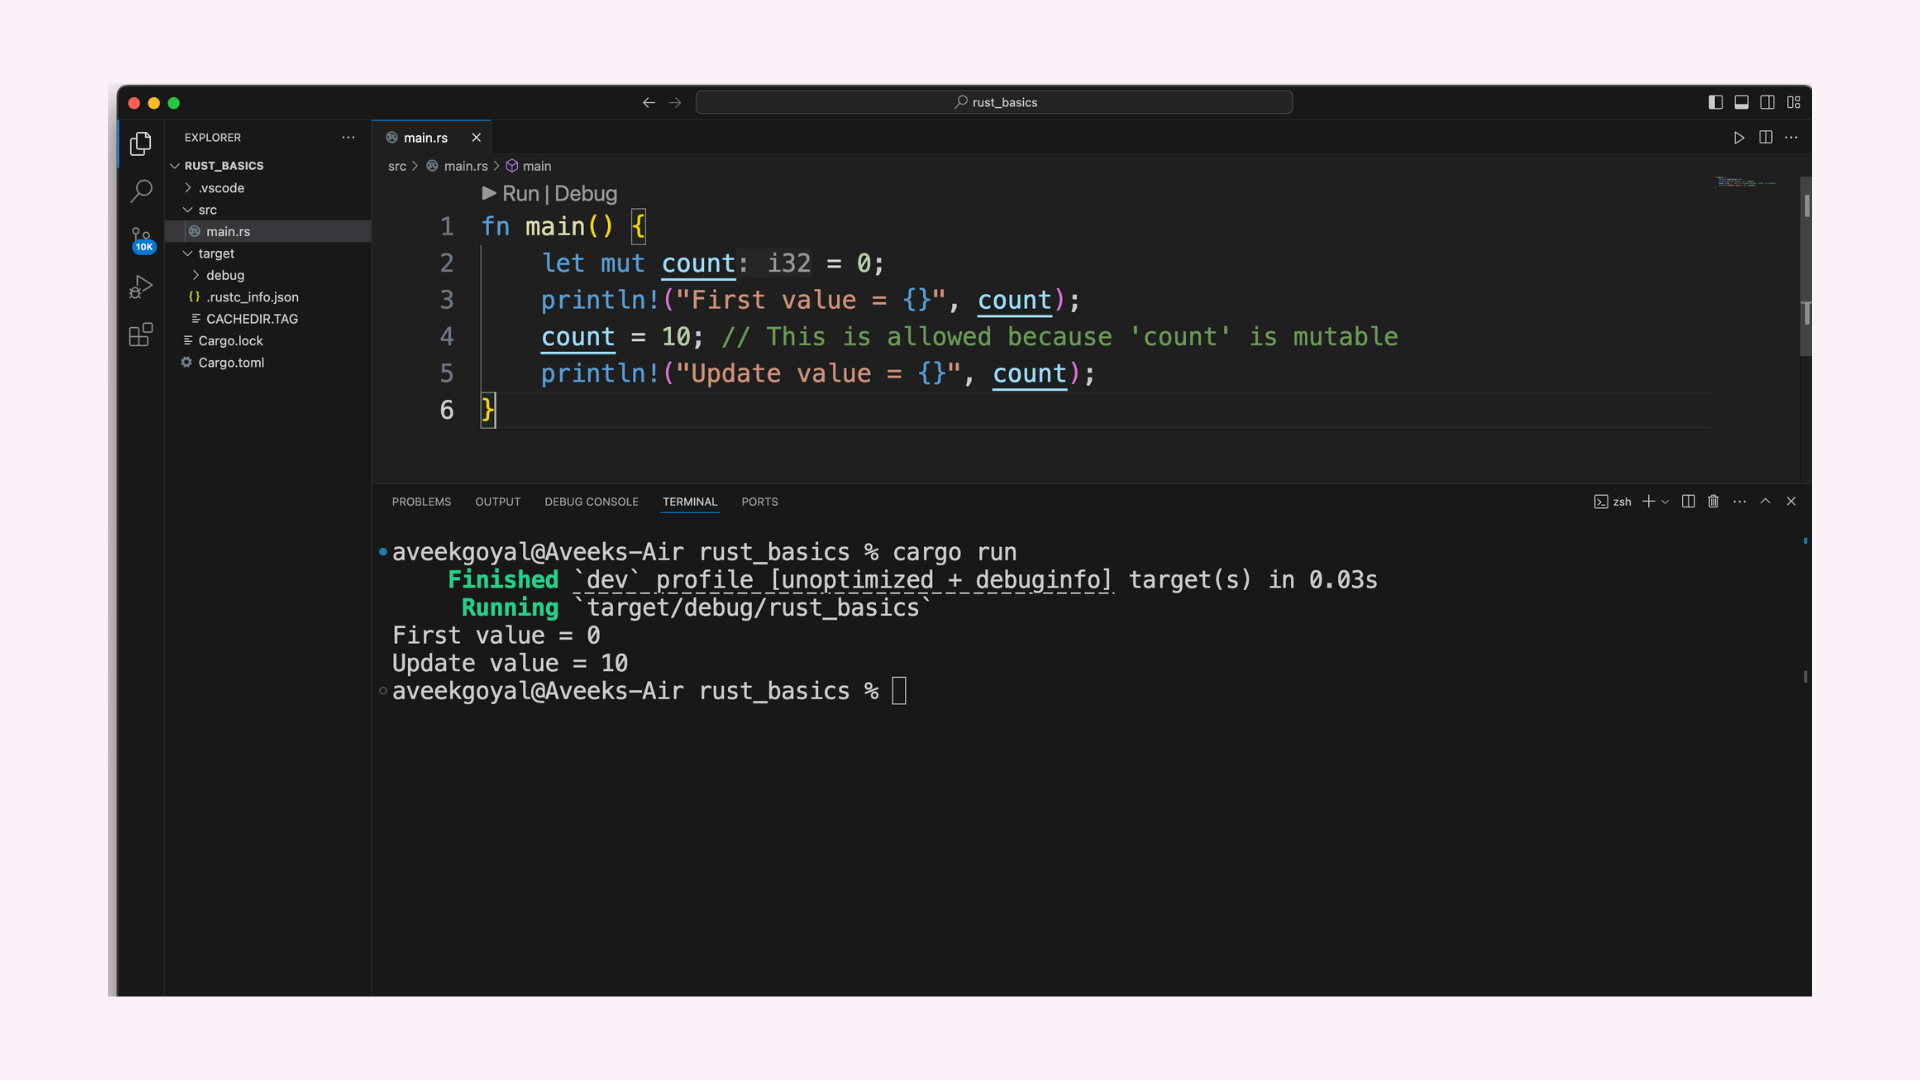 rust_basics
EXPLORER
RUST_BASICS
.vscode
src
main.rs
target
debug
{} .rustc_info.json
CACHEDIR.TAG
Cargo.lock
Cargo.toml
10K
main.rs
src > main.rs > main
Run | Debug
1 fn main() {
2 let mut count: i32 = 0;
3 println!("First value = {}", count);
4 count = 10; // This is allowed because 'count' is mutable
5 println!("Update value = {}", count);
6 }
PROBLEMS OUTPUT DEBUG CONSOLE TERMINAL PORTS
zsh
aveekgoyal@Aveeks-Air rust_basics % cargo run
Finished `dev` profile [unoptimized + debuginfo] target(s) in 0.03s
Running `target/debug/rust_basics`
First value = 0
Update value = 10
aveekgoyal@Aveeks-Air rust_basics %